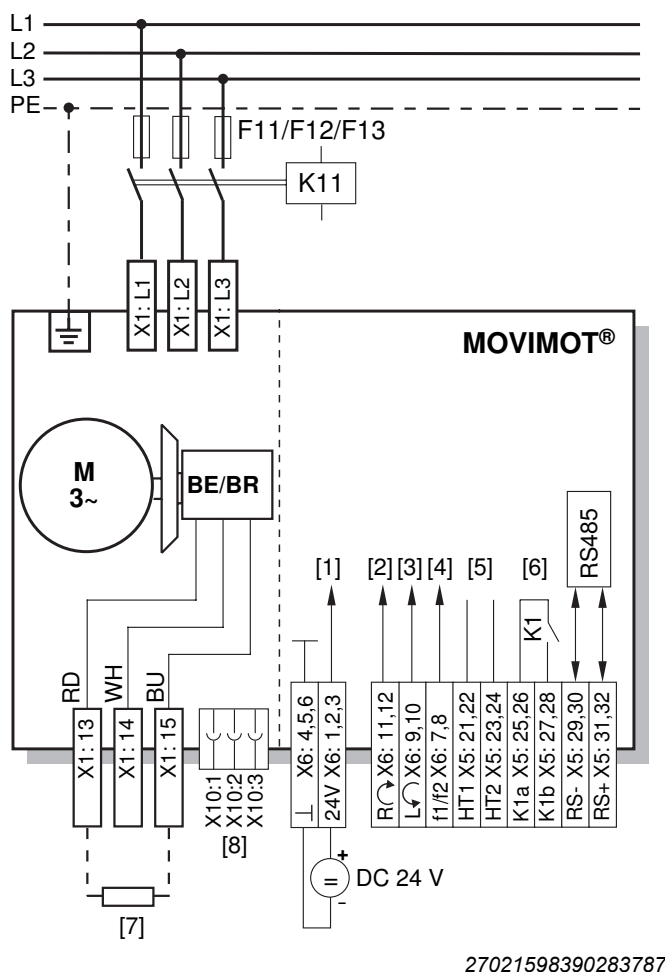 L1
L2
L3
PE
F11/F12/F13
K11
X1: L1
X1: L2
X1: L3
MOVIMOT®
M
3~
BE/BR
RS485
[1]
[2]
[3]
[4]
[5]
[6]
K1
RD
WH
BU
X1: 13
X1: 14
X1: 15
X10:1
X10:2
X10:3
[8]
⊥ X6: 4,5,6
24V X6: 1,2,3
R X6: 11,12
L X6: 9,10
f1/f2 X6: 7,8
HT1 X5: 21,22
HT2 X5: 23,24
K1a X5: 25,26
K1b X5: 27,28
RS- X5: 29,30
RS+ X5: 31,32
+
=
DC 24 V
-
[7]
27021598390283787